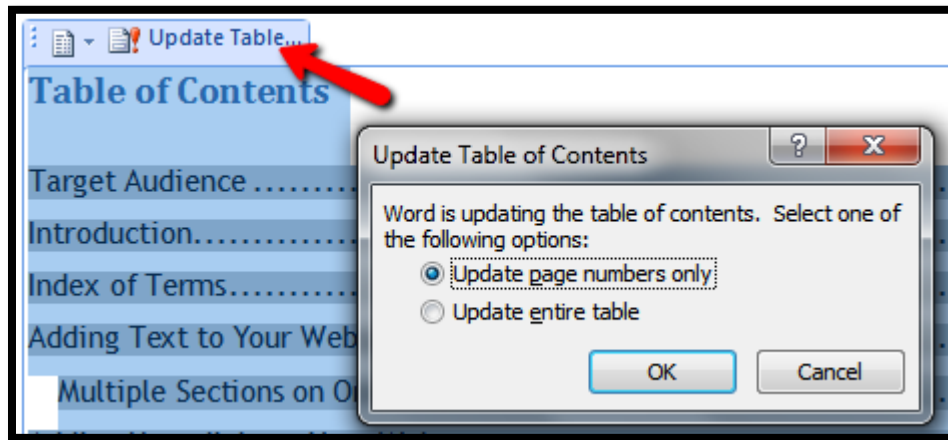 Update Table...
Table of Contents
Target Audience .........
Introduction..............
Index of Terms...........
Adding Text to Your Web
Multiple Sections on
Update Table of Contents
Word is updating the table of contents. Select one of
the following options:
Update page numbers only
Update entire table
OK
Cancel